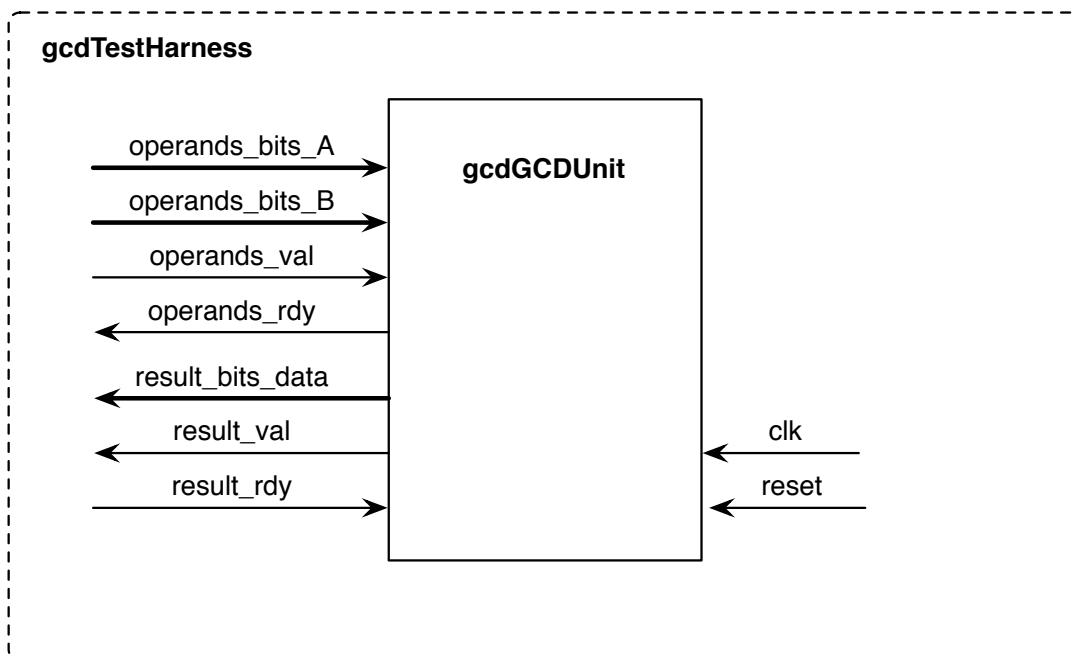 gcdTestHarness
operands_bits_A
gcdGCDUnit
operands_bits_B
operands_val
operands_rdy
result_bits_data
result_val
clk
result_rdy
reset